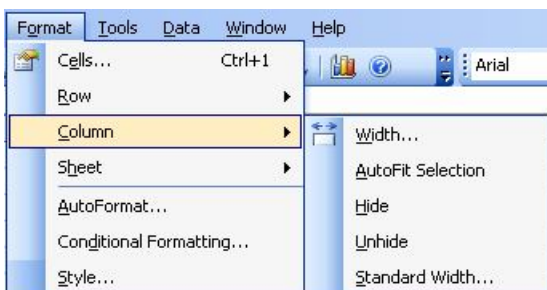 Format Tools Data Window Help
Cells... Ctrl+1
Arial
Row
Column
Width...
Sheet
AutoFit Selection
AutoFormat...
Hide
Conditional Formatting...
Unhide
Style...
Standard Width...